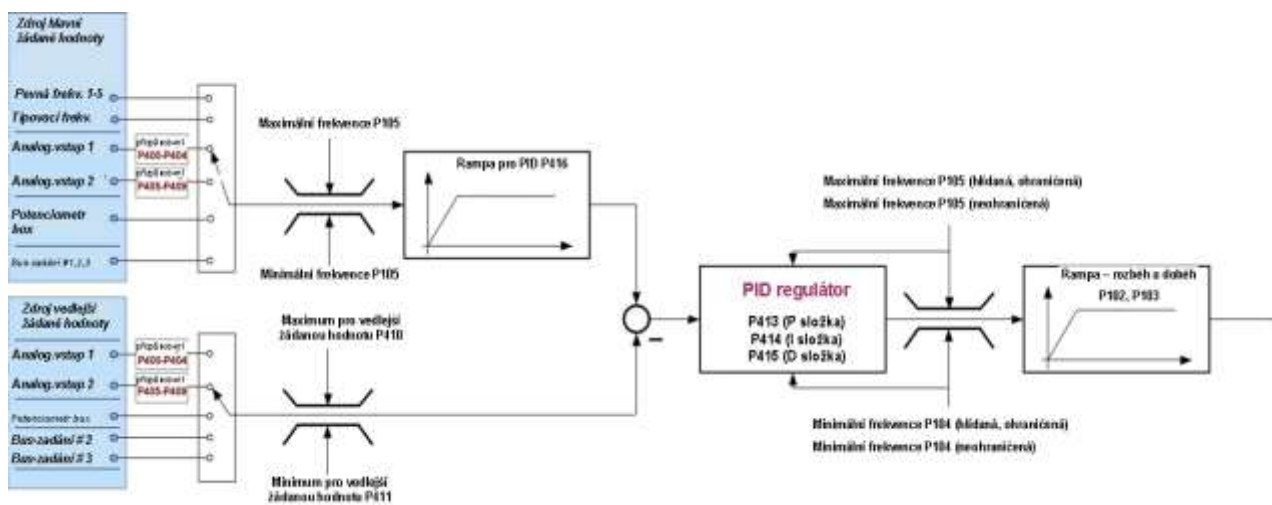 Zdroj hlavní
žádané hodnoty
Pevná frekv. 1-5
Tipovací frekv.
Analog.vstup 1
přizpůsobení
P400-P404
Analog.vstup 2
přizpůsobení
P405-P409
Potenciometr
box
Bus-zadání #1,2,3
Maximální frekvence P105
Minimální frekvence P105
Rampa pro PID P416
Zdroj vedlejší
žádané hodnoty
Analog.vstup 1
přizpůsobení
P400-P404
Analog.vstup 2
přizpůsobení
P405-P409
Potenciometr box
Bus-zadání # 2
Bus-zadání # 3
Maximum pro vedlejší
žádanou hodnotu P410
Minimum pro vedlejší
žádanou hodnotu P411
PID regulátor
P413 (P složka)
P414 (I složka)
P415 (D složka)
Maximální frekvence P105 (hlídaná, ohraničená)
Maximální frekvence P105 (neohraničená)
Minimální frekvence P104 (hlídaná, ohraničená)
Minimální frekvence P104 (neohraničená)
Rampa – rozběh a doběh
P102, P103